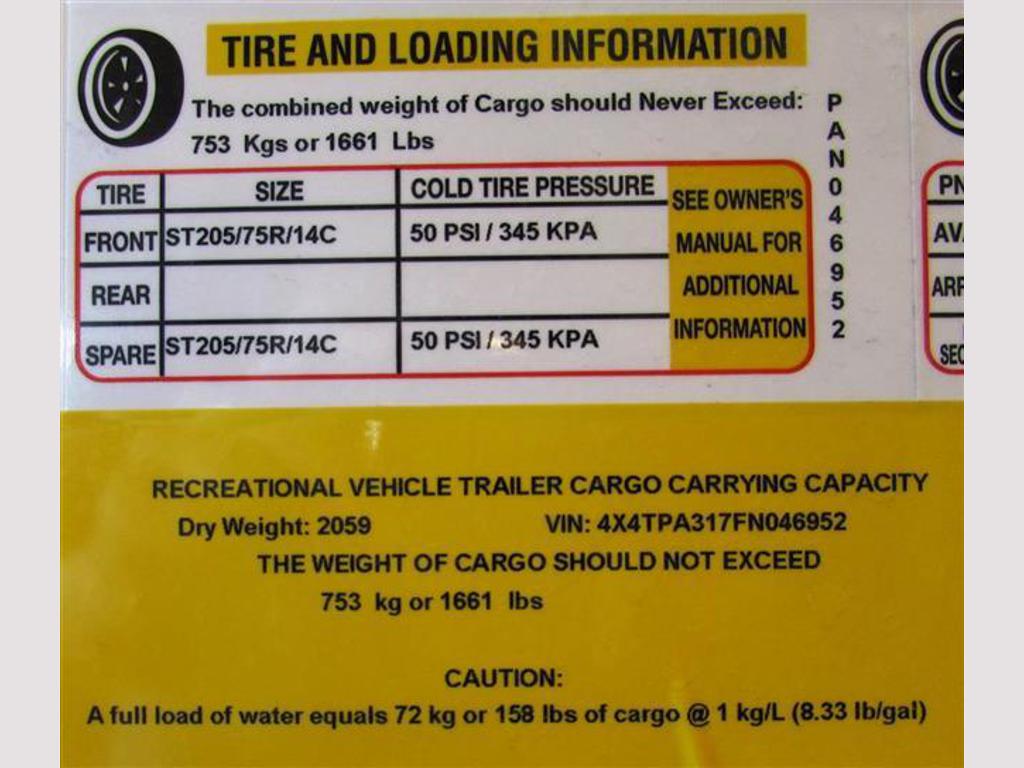 TIRE AND LOADING INFORMATION
The combined weight of Cargo should Never Exceed:
753 Kgs or 1661 Lbs
TIRE SIZE COLD TIRE PRESSURE
FRONT ST205/75R/14C 50 PSI / 345 KPA
REAR
SPARE ST205/75R/14C 50 PSI / 345 KPA
SEE OWNER'S
MANUAL FOR
ADDITIONAL
INFORMATION
PAN046952
PN
AV
ARR
SEC
RECREATIONAL VEHICLE TRAILER CARGO CARRYING CAPACITY
Dry Weight: 2059 VIN: 4X4TPA317FN046952
THE WEIGHT OF CARGO SHOULD NOT EXCEED
753 kg or 1661 lbs
CAUTION:
A full load of water equals 72 kg or 158 lbs of cargo @ 1 kg/L (8.33 lb/gal)